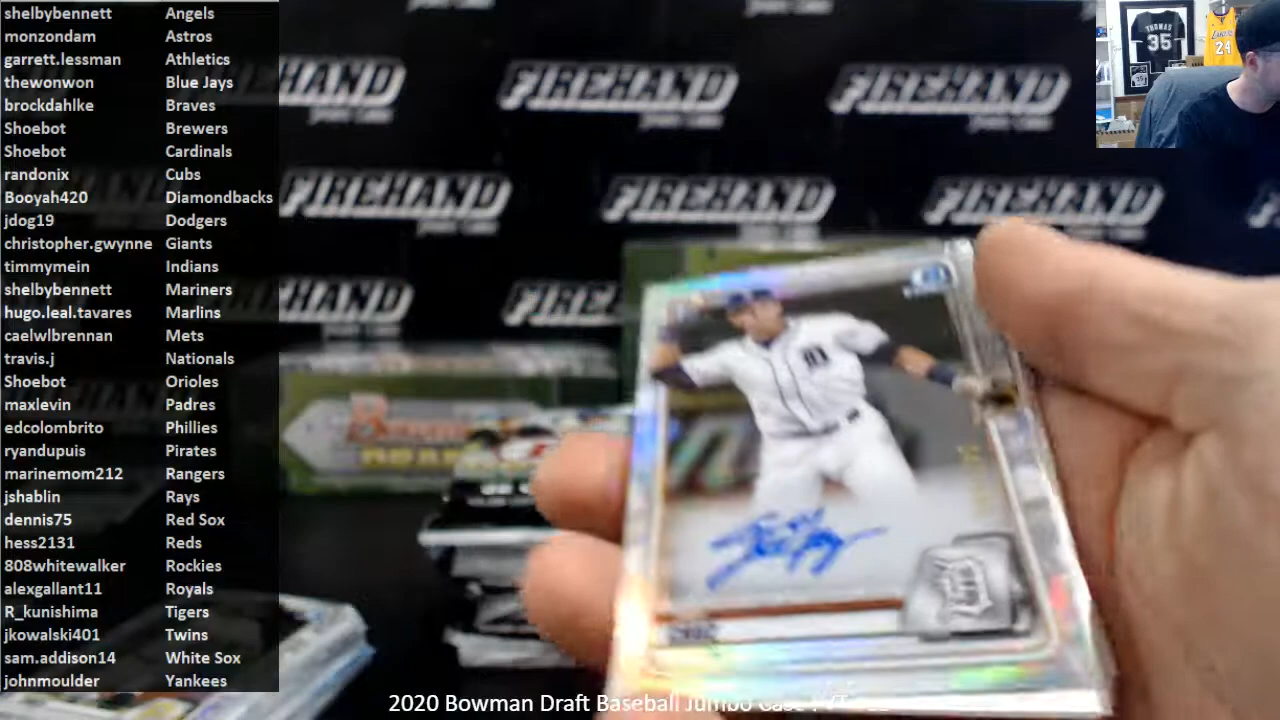 shelbybennett Angels
monzondam Astros
garrett.lessman Athletics
thewonwon Blue Jays
brockdahlke Braves
Shoebot Brewers
Shoebot Cardinals
randonix Cubs
Booyah420 Diamondbacks
jdog19 Dodgers
christopher.gwynne Giants
timmymein Indians
shelbybennett Mariners
hugo.leal.tavares Marlins
caelwlbrennan Mets
travis.j Nationals
Shoebot Orioles
maxlevin Padres
edcolombrito Phillies
ryandupuis Pirates
marinemom212 Rangers
jshablin Rays
dennis75 Red Sox
hess2131 Reds
808whitewalker Rockies
alexgallant11 Royals
R_kunishima Tigers
jkowalski401 Twins
sam.addison14 White Sox
johnmoulder Yankees
THOMAS
35
24
FIREHAND FIREHAND
FIREHAND FIREHAND FIREHAND
2020 Bowman Draft Baseball Jumbo Case